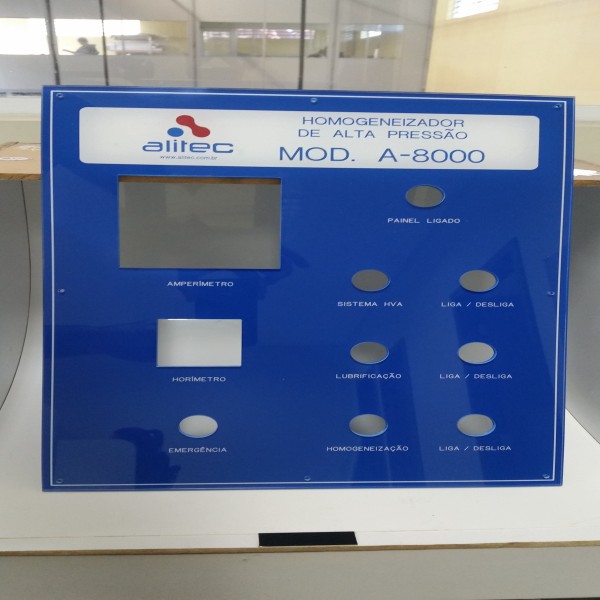 alitec
www.alitec.com.br
HOMOGENEIZADOR
DE ALTA PRESSÃO
MOD. A-8000
PAINEL LIGADO
AMPERÍMETRO
SISTEMA HVA
LIGA / DESLIGA
HORÍMETRO
LUBRIFICAÇÃO
LIGA / DESLIGA
EMERGÊNCIA
HOMOGENEIZAÇÃO
LIGA / DESLIGA